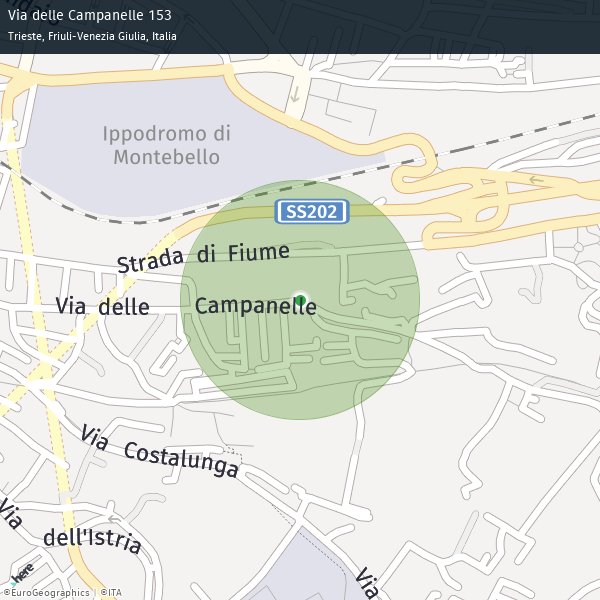 Via delle Campanelle 153
Trieste, Friuli-Venezia Giulia, Italia
Ippodromo di
Montebello
SS202
Strada di Fiume
Via delle Campanelle
Via Costalunga
Via dell'Istria
Via
here
©EuroGeographics | ©ITA